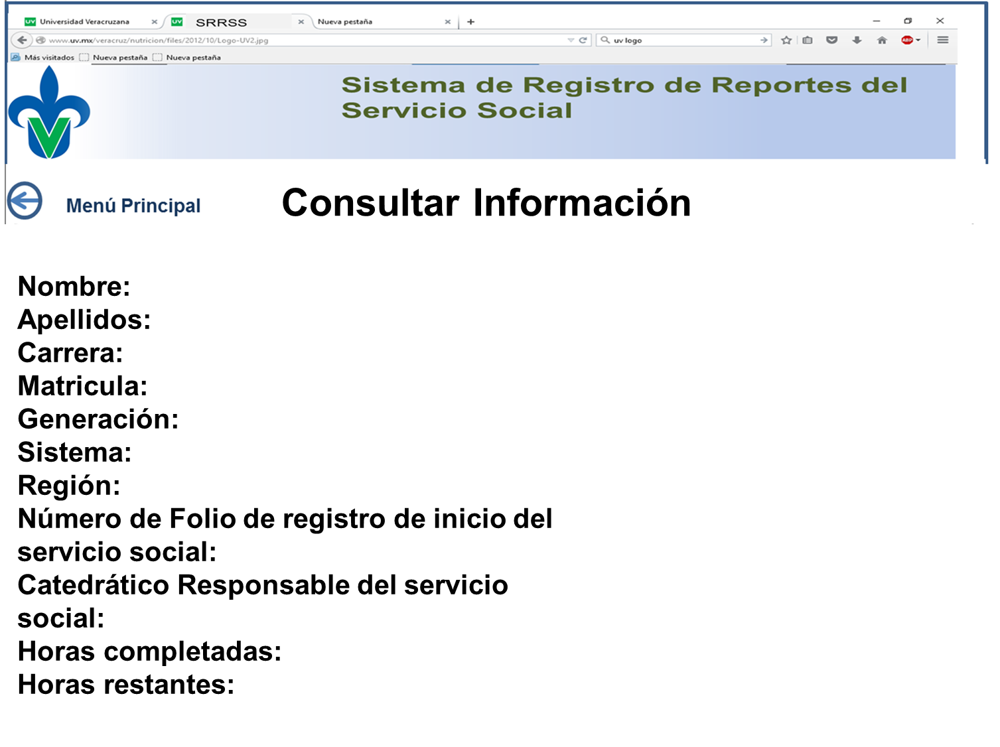 Universidad Veracruzana
SRRSS
Nueva pestaña
www.uv.mx/veracruz/nutricion/files/2012/10/Logo-UV2.jpg
uv logo
ABP
Más visitados
Nueva pestaña
Nueva pestaña
Sistema de Registro de Reportes del
Servicio Social
Menú Principal
Consultar Información
Nombre:
Apellidos:
Carrera:
Matricula:
Generación:
Sistema:
Región:
Número de Folio de registro de inicio del
servicio social:
Catedrático Responsable del servicio
social:
Horas completadas:
Horas restantes: